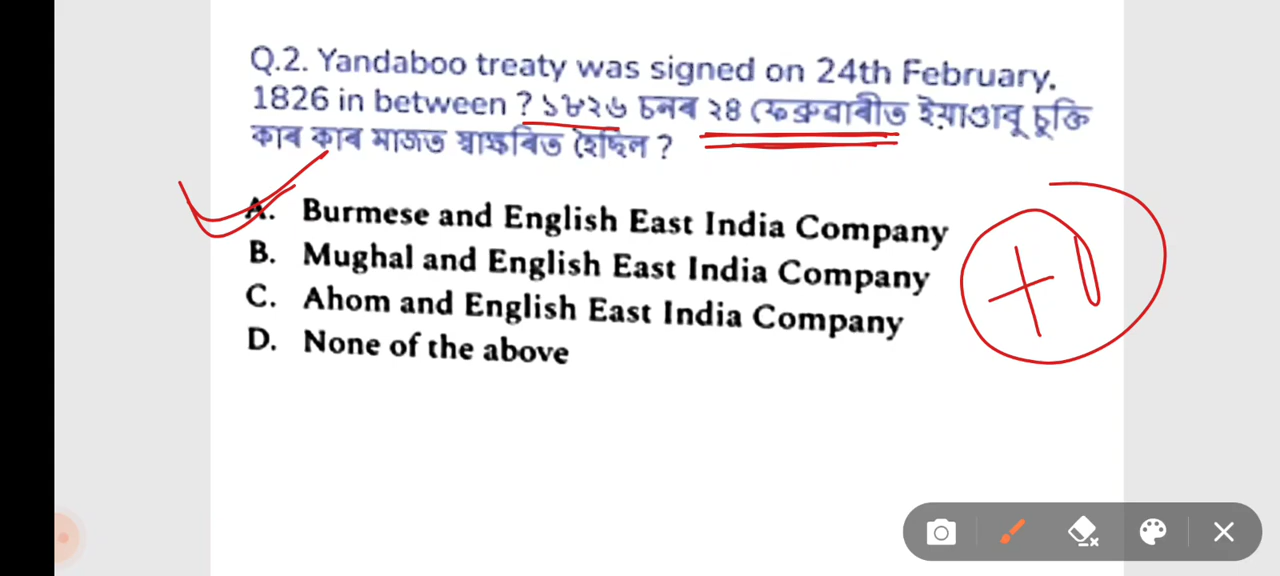 Q.2. Yandaboo treaty was signed on 24th February.
1826 in between ? ১৮২৬ চনৰ ২৪ ফেব্রুৱাৰীত ইয়াণ্ডাবু চুক্তি
কাৰ কাৰ মাজত স্বাক্ষৰিত হৈছিল ?
A. Burmese and English East India Company
B. Mughal and English East India Company
C. Ahom and English East India Company
D. None of the above